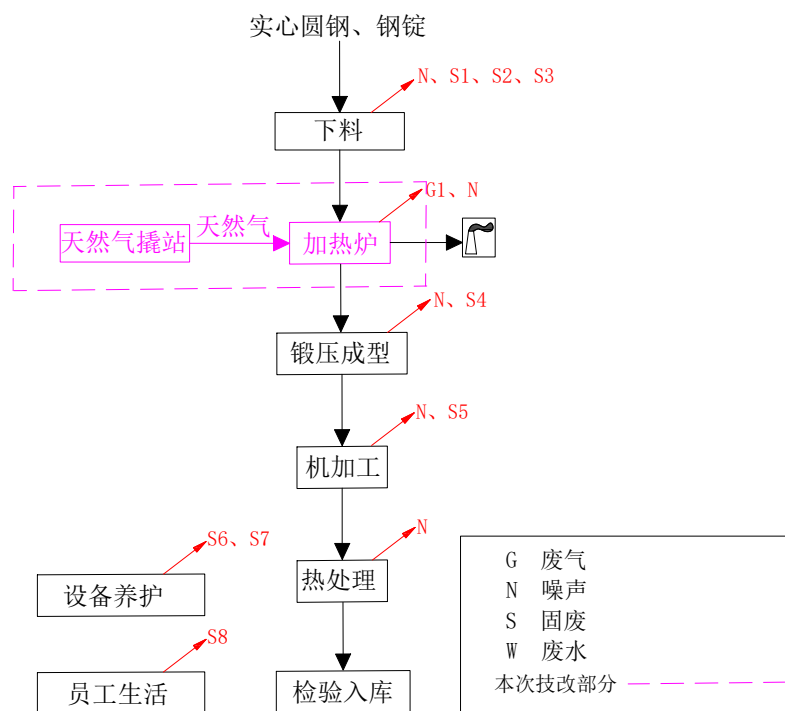 实心圆钢、钢锭
N、S1、S2、S3
下料
G1、N
天然气撬站
天然气
加热炉
N、S4
锻压成型
N、S5
机加工
S6、S7
N
设备养护
热处理
S8
员工生活
检验入库
G 废气
N 噪声
S 固废
W 废水
本次技改部分